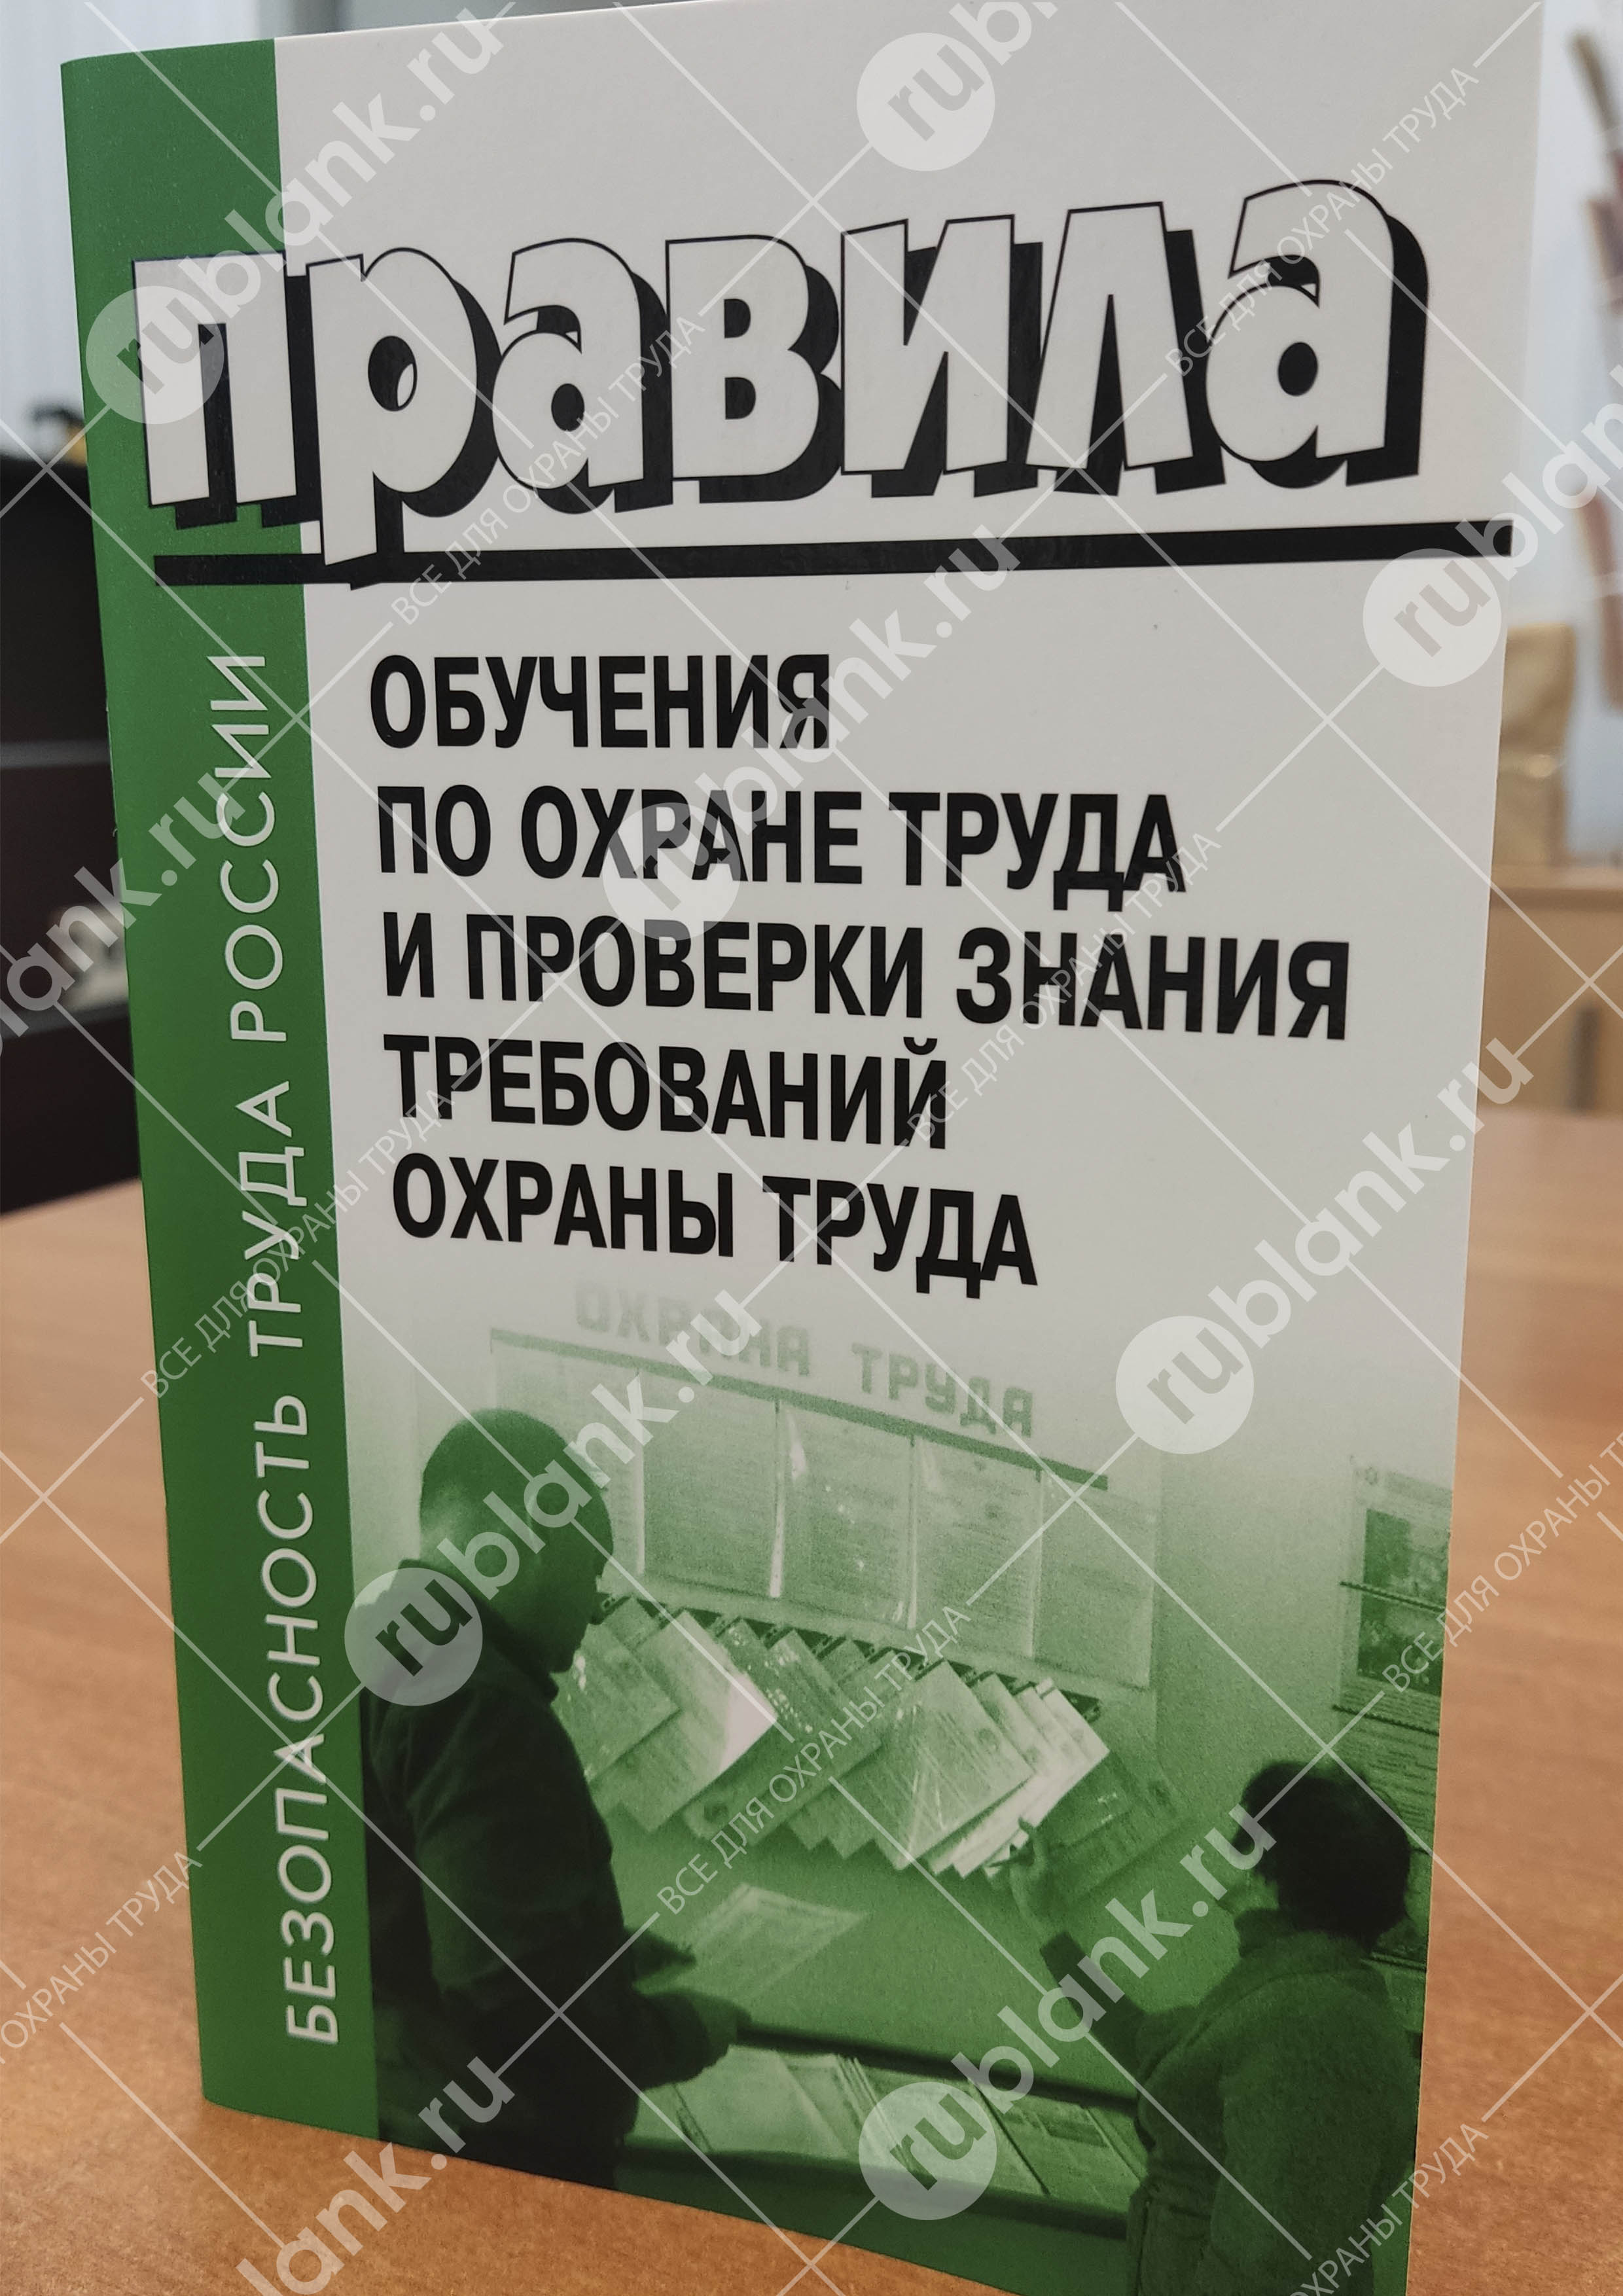 правила
ОБУЧЕНИЯ
ПО ОХРАНЕ ТРУДА
И ПРОВЕРКИ ЗНАНИЯ
ТРЕБОВАНИЙ
ОХРАНЫ ТРУДА
БЕЗОПАСНОСТЬ ТРУДА РОССИИ
ОХРАНА ТРУДА
rublank.ru
ВСЕ ДЛЯ ОХРАНЫ ТРУДА